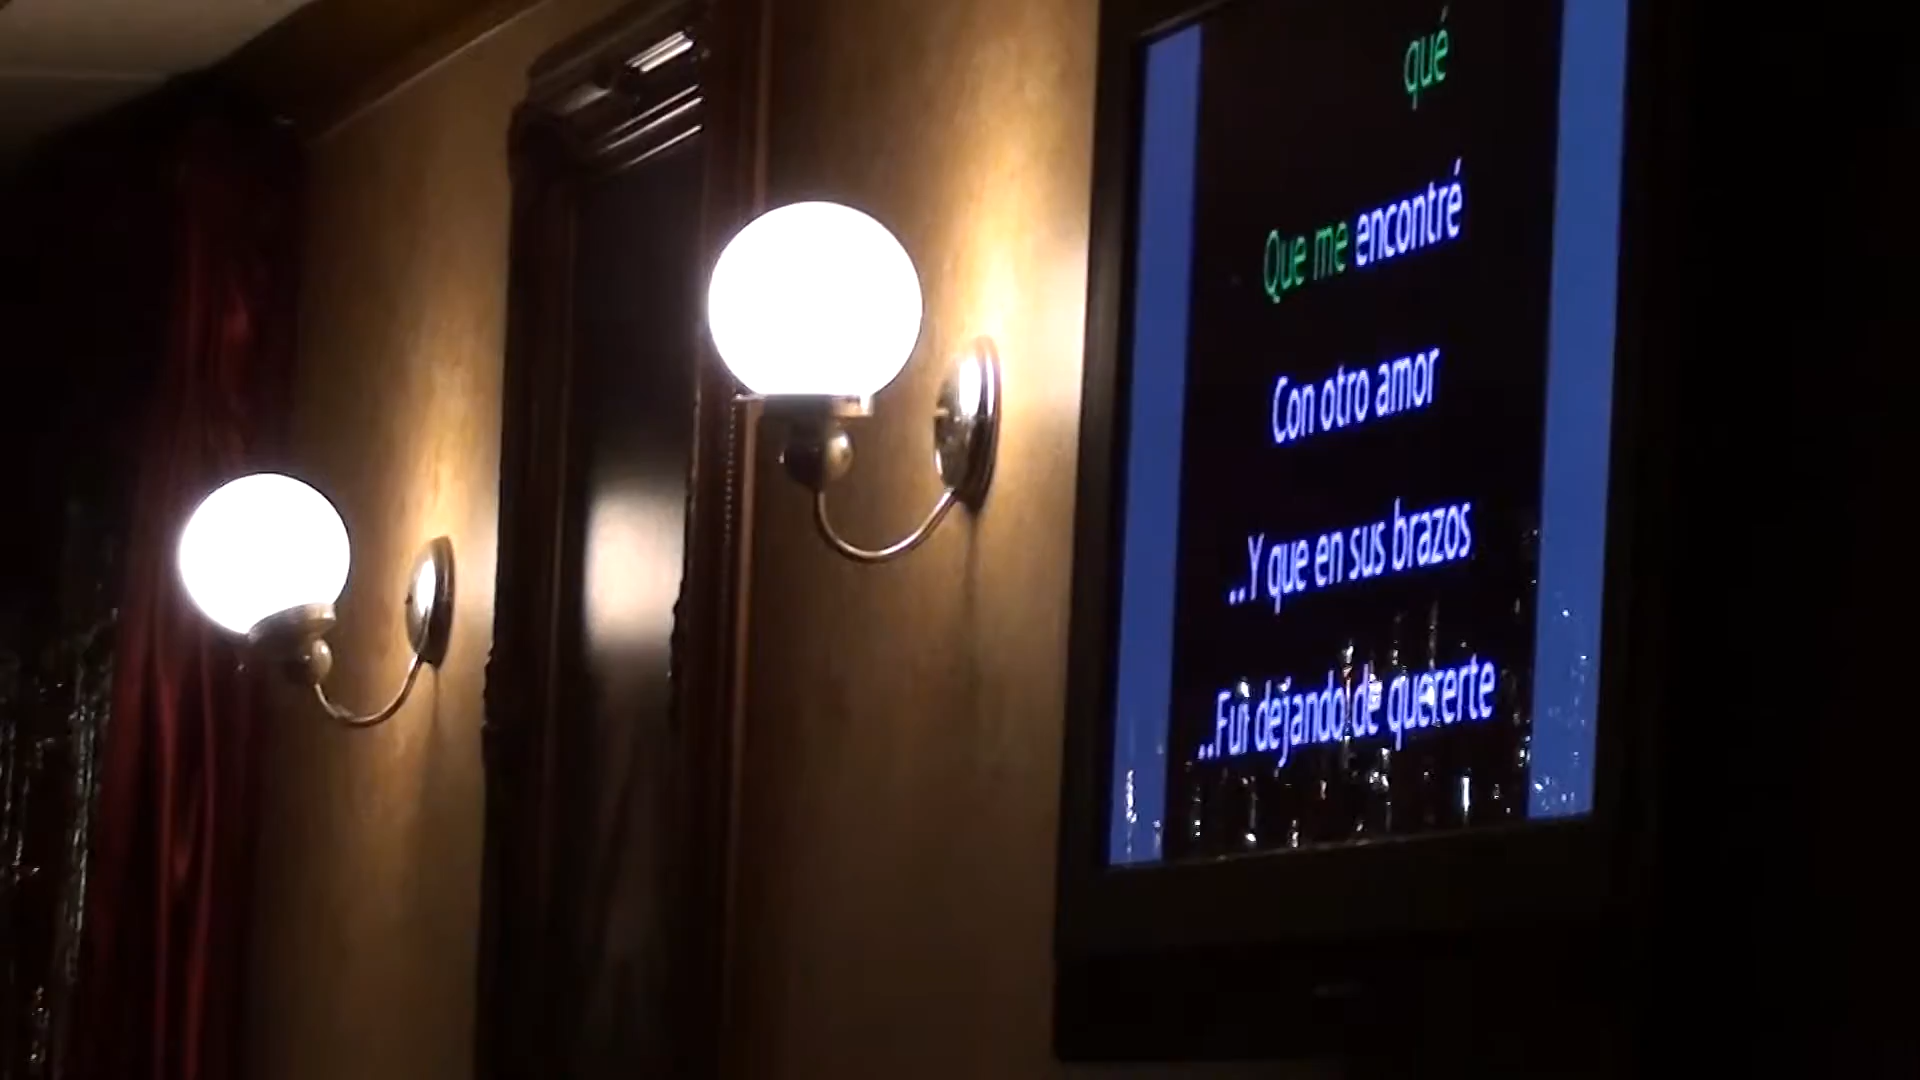 qué
Que me encontré
Con otro amor
..Y que en sus brazos
..Fui dejando de quererte